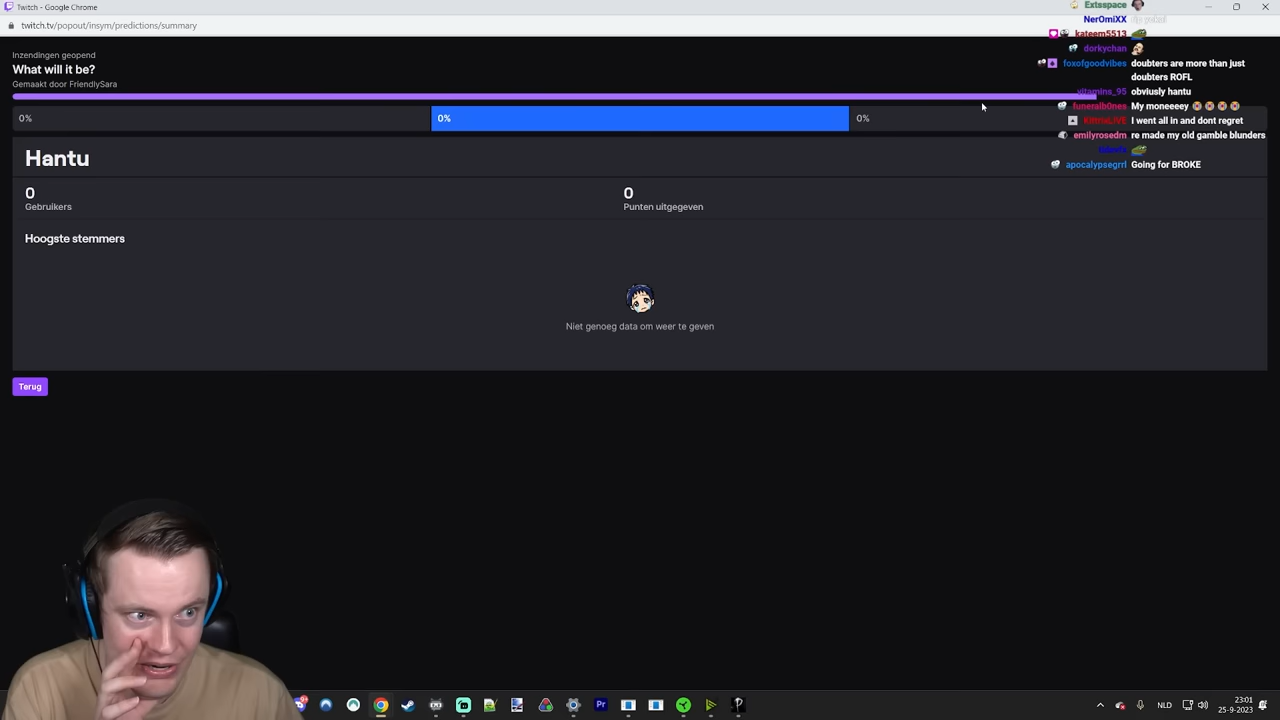 Twitch - Google Chrome
twitch.tv/popout/insym/predictions/summary
Inzendingen geopend
What will it be?
Gemaakt door FriendlySara
0%
0%
0%
Hantu
0
Gebruikers
0
Punten uitgegeven
Hoogste stemmers
Niet genoeg data om weer te geven
Terug
Extsspace
NerOmiXX
kateem5513
dorkychan
foxofgoodvibes doubters are more than just
doubters ROFL
vitamins_95 obviusly hantu
funeralb0nes My moneeeey
I went all in and dont regret
emilyrosedm re made my old gamble blunders
apocalypsegrrl Going for BROKE
NLD
23:01
25-9-2023